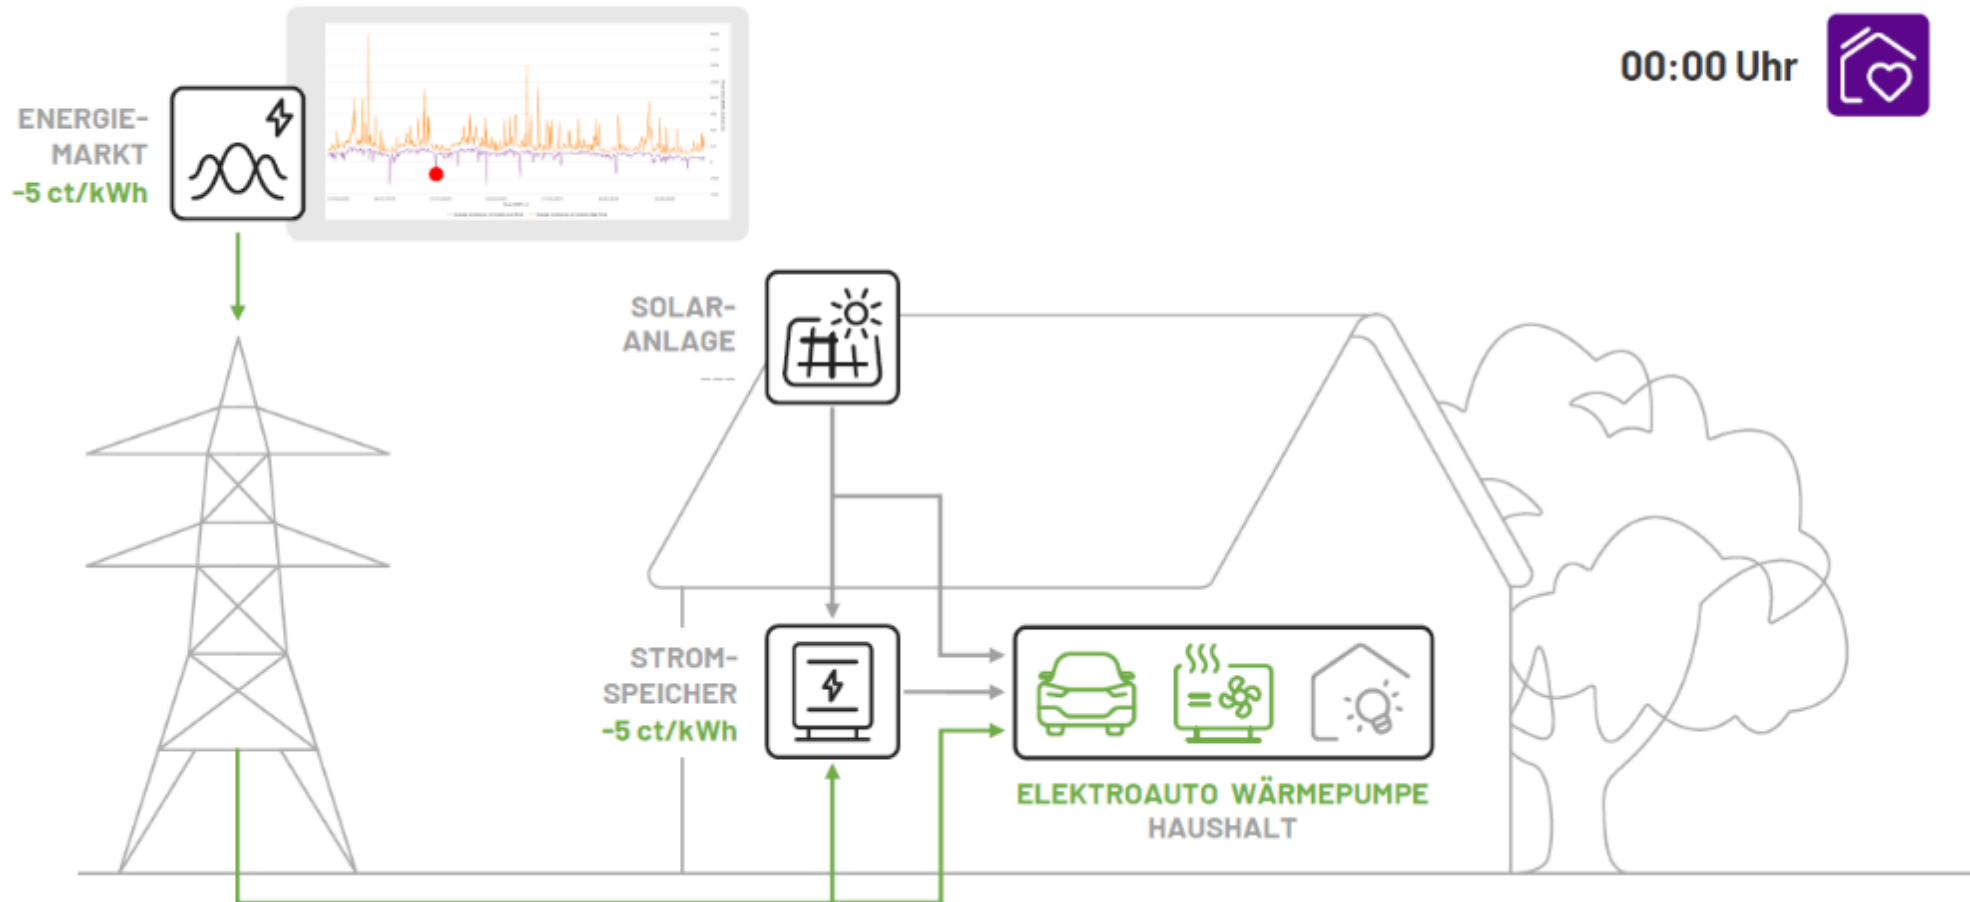 00:00 Uhr
ENERGIE-
MARKT
-5 ct/kWh
SOLAR-
ANLAGE
---
STROM-
SPEICHER
-5 ct/kWh
ELEKTROAUTO WÄRMEPUMPE
HAUSHALT